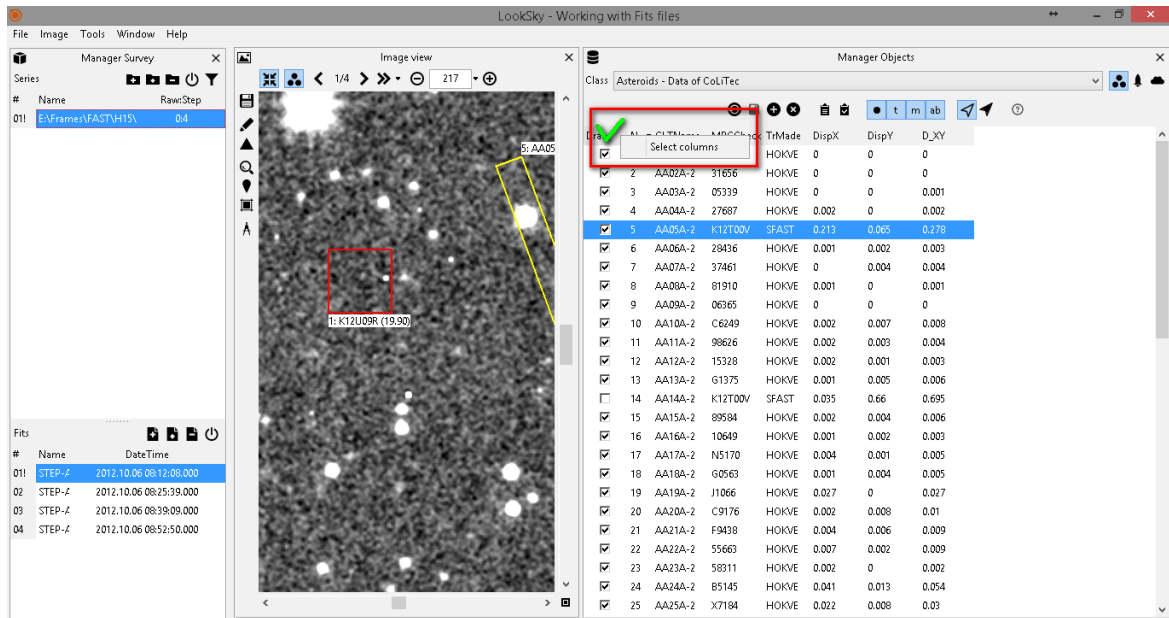 LookSky - Working with Fits files
File Image Tools Window Help
Manager Survey
Series
# Name Raw:Step
01! E:\Frames\FAST\H15\ 0:4
Fits
# Name DateTime
01! STEP-A 2012.10.06 08:12:08.000
02 STEP-A 2012.10.06 08:25:39.000
03 STEP-A 2012.10.06 08:39:09.000
04 STEP-A 2012.10.06 08:52:50.000
Image view
1/4 217
5: AA05
1: K12U09R (19.90)
Manager Objects
Class Asteroids - Data of CoLiTec
t m ab
N CLTName MPCCheck TrMade DispX DispY D_XY
Select columns
HOKVE 0 0 0
2 AA02A-2 31656 HOKVE 0 0 0
3 AA03A-2 05339 HOKVE 0 0 0.001
4 AA04A-2 27687 HOKVE 0.002 0 0.002
5 AA05A-2 K12T00V SFAST 0.213 0.065 0.278
6 AA06A-2 28436 HOKVE 0.001 0.002 0.003
7 AA07A-2 37461 HOKVE 0 0.004 0.004
8 AA08A-2 81910 HOKVE 0.001 0 0.001
9 AA09A-2 06365 HOKVE 0 0 0
10 AA10A-2 C6249 HOKVE 0.002 0.007 0.008
11 AA11A-2 98626 HOKVE 0.002 0.003 0.004
12 AA12A-2 15328 HOKVE 0.002 0.001 0.003
13 AA13A-2 G1375 HOKVE 0.001 0.005 0.006
14 AA14A-2 K12T00V SFAST 0.035 0.66 0.695
15 AA15A-2 89584 HOKVE 0.002 0.004 0.006
16 AA16A-2 10649 HOKVE 0.001 0.002 0.003
17 AA17A-2 N5170 HOKVE 0.004 0.001 0.005
18 AA18A-2 G0563 HOKVE 0.001 0.004 0.005
19 AA19A-2 J1066 HOKVE 0.027 0 0.027
20 AA20A-2 C9176 HOKVE 0.002 0.008 0.01
21 AA21A-2 F9438 HOKVE 0.004 0.006 0.009
22 AA22A-2 55663 HOKVE 0.007 0.002 0.009
23 AA23A-2 58311 HOKVE 0.002 0 0.002
24 AA24A-2 B5145 HOKVE 0.041 0.013 0.054
25 AA25A-2 X7184 HOKVE 0.022 0.008 0.03